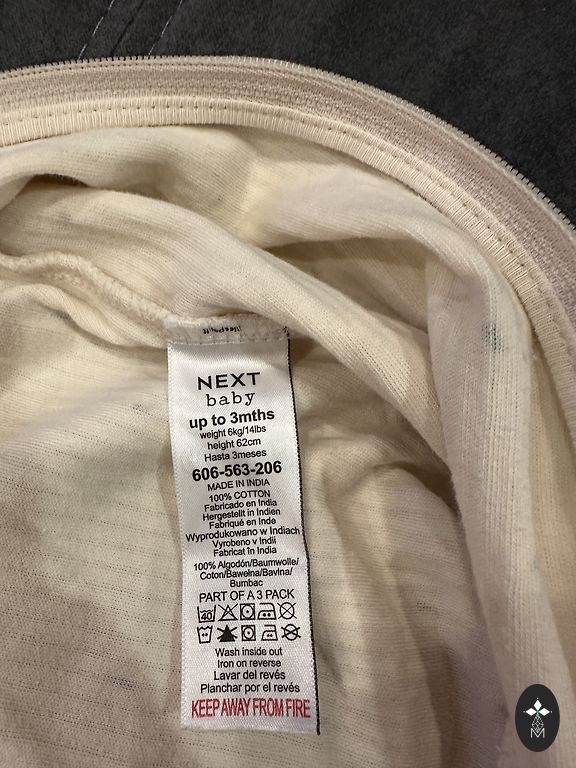 NEXT
baby
up to 3mths
weight 6kg/14lbs
height 62cm
Hasta 3meses
606-563-206
MADE IN INDIA
100% COTTON
Fabricado en India
Hergestellt in Indien
Fabriqué en Inde
Wyprodukowano w Indiach
Vyrobeno v Indii
Fabricat în India
100% Algodón/Baumwolle/
Coton/Bawełna/Bavlna/
Bumbac
PART OF A 3 PACK
40
Wash inside out
Iron on reverse
Lavar del revés
Planchar por el revés
KEEP AWAY FROM FIRE